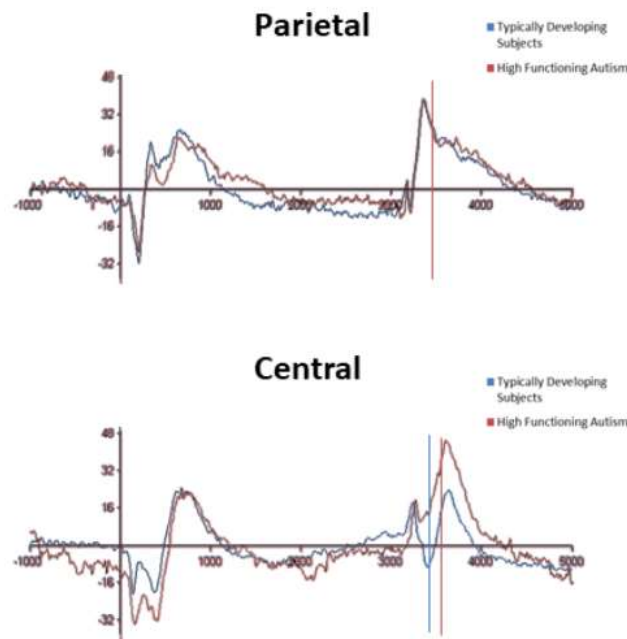 Parietal
Typically Developing
Subjects
High Functioning Autism
48
32
16
-1000
1000
2000
3000
4000
5000
-16
-32
Central
Typically Developing
Subjects
High Functioning Autism
48
32
16
-1000
1000
2000
3000
4000
5000
-16
-32